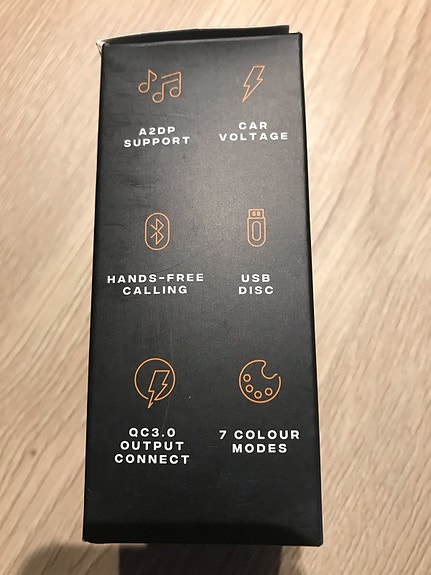 A2DP
SUPPORT
CAR
VOLTAGE
HANDS-FREE
CALLING
USB
DISC
QC3.0
OUTPUT
CONNECT
7 COLOUR
MODES